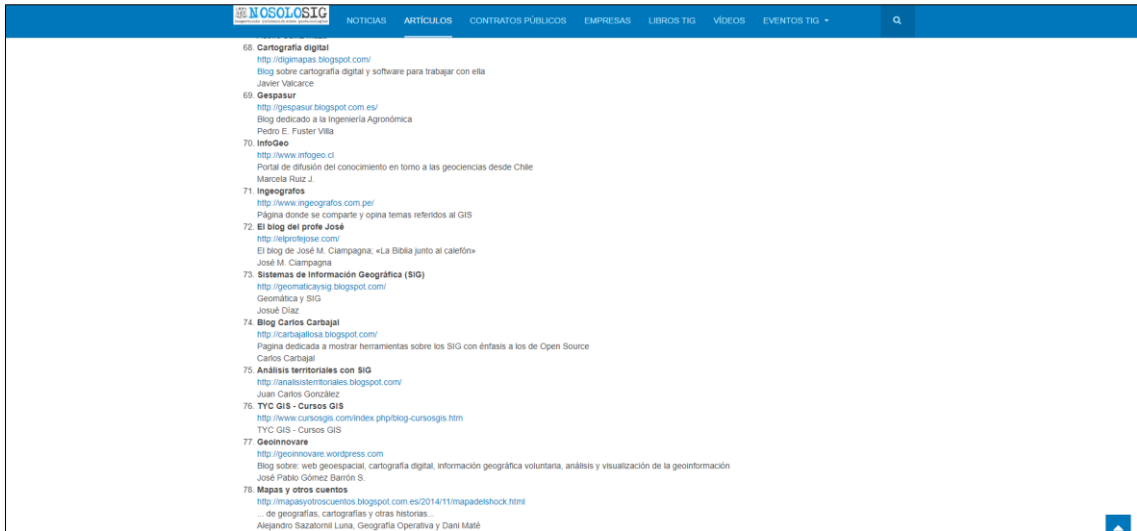 NOSOLOSIG
NOTICIAS ARTÍCULOS CONTRATOS PÚBLICOS EMPRESAS LIBROS TIG VÍDEOS EVENTOS TIG
68. Cartografía digital
http://digimapas.blogspot.com/
Blog sobre cartografía digital y software para trabajar con ella
Javier Valcarce
69. Gespasur
http://gespasur.blogspot.com.es/
Blog dedicado a la Ingeniería Agronómica
Pedro E. Fuster Villa
70. InfoGeo
http://www.infogeo.cl
Portal de difusión del conocimiento en torno a las geociencias desde Chile
Marcela Ruiz J.
71. Ingeografos
http://www.ingeografos.com.pe/
Página donde se comparte y opina temas referidos al GIS
72. El blog del profe José
http://elprofejose.com/
El blog de José M. Ciampagna; «La Biblia junto al calefón»
José M. Ciampagna
73. Sistemas de Información Geográfica (SIG)
http://geomaticaysig.blogspot.com/
Geomática y SIG
Josué Díaz
74. Blog Carlos Carbajal
http://carbajallosa.blogspot.com/
Pagina dedicada a mostrar herramientas sobre los SIG con énfasis a los de Open Source
Carlos Carbajal
75. Análisis territoriales con SIG
http://analisisterritoriales.blogspot.com/
Juan Carlos González
76. TYC GIS - Cursos GIS
http://www.cursosgis.com/index.php/blog-cursosgis.htm
TYC GIS - Cursos GIS
77. Geoinnovare
http://geoinnovare.wordpress.com
Blog sobre: web geoespacial, cartografía digital, información geográfica voluntaria, análisis y visualización de la geoinformación
José Pablo Gómez Barrón S.
78. Mapas y otros cuentos
http://mapasyotroscuentos.blogspot.com.es/2014/11/mapadelshock.html
... de geografías, cartografías y otras historias...
Alejandro Sazatornil Luna, Geografía Operativa y Dani Maté